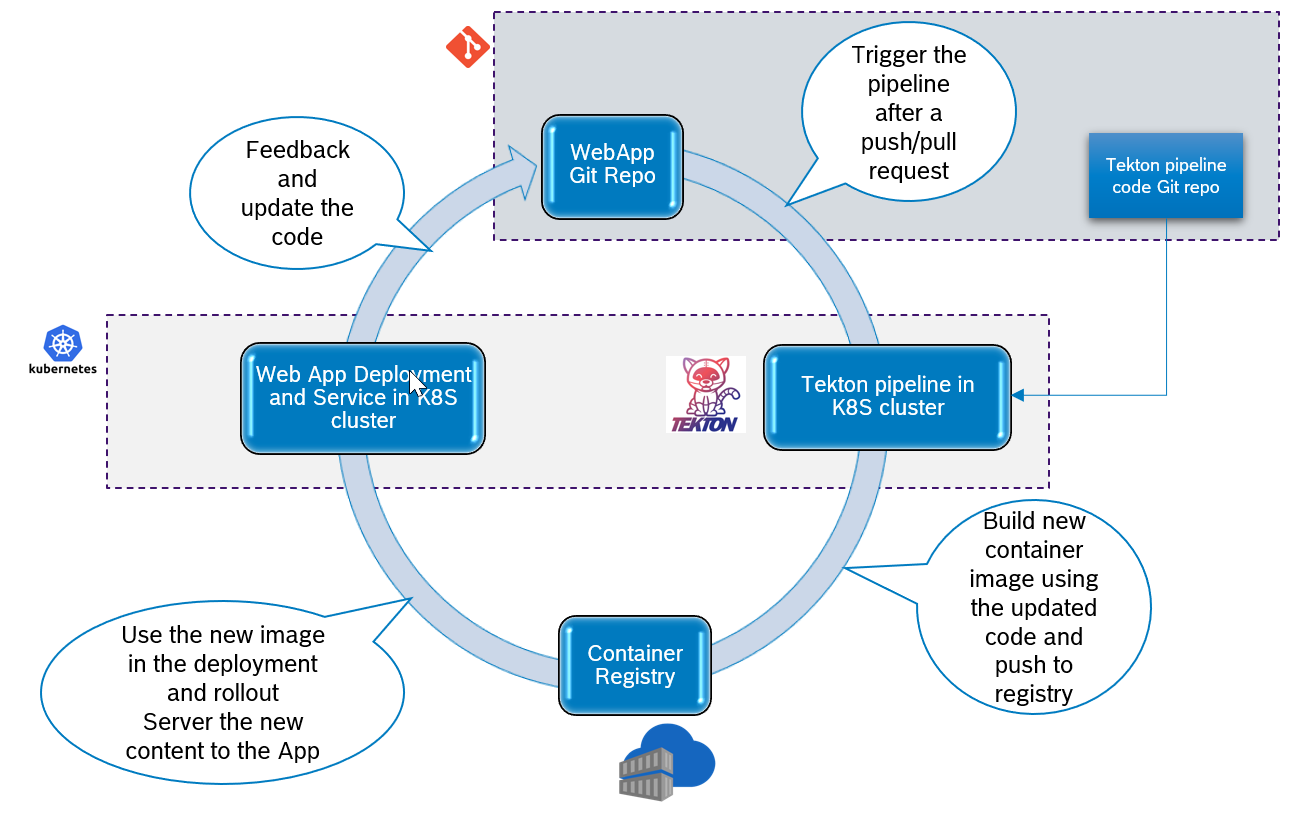 Trigger the
pipeline
after a
push/pull
request
WebApp
Git Repo
Tekton pipeline
code Git repo
Feedback
and
update the
code
kubernetes
Web App Deployment
and Service in K8S
cluster
TEKTON
Tekton pipeline in
K8S cluster
Build new
container
image using
the updated
code and
push to
registry
Use the new image
in the deployment
and rollout
Server the new
content to the App
Container
Registry